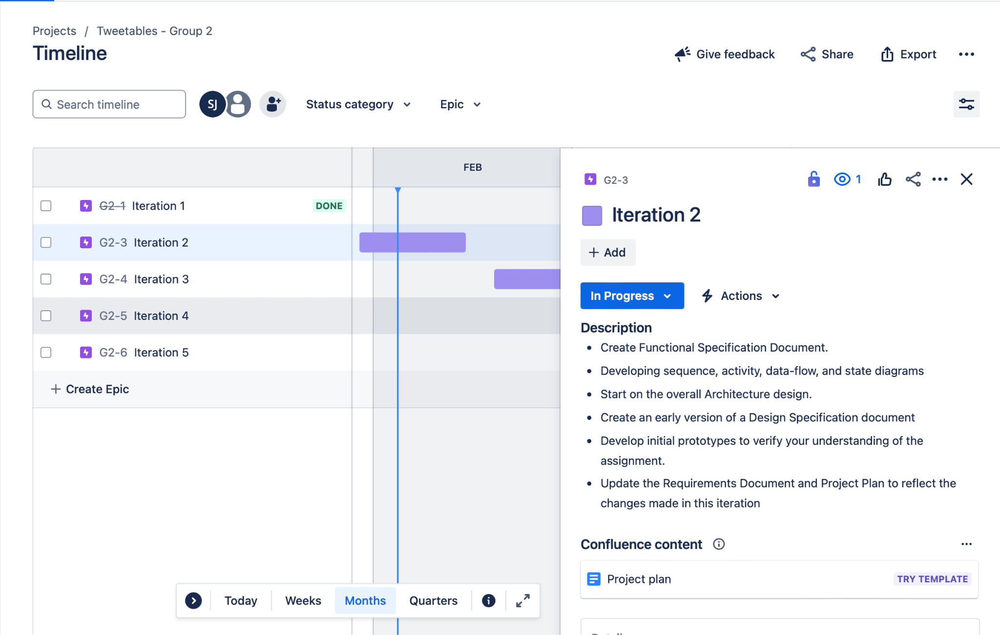 Projects / Tweetables - Group 2
Timeline
Give feedback
Share
Export
Search timeline
SJ
Status category
Epic
FEB
G2-1 Iteration 1 DONE
G2-3 Iteration 2
G2-4 Iteration 3
G2-5 Iteration 4
G2-6 Iteration 5
+ Create Epic
Today
Weeks
Months
Quarters
G2-3
1
Iteration 2
+ Add
In Progress
Actions
Description
• Create Functional Specification Document.
• Developing sequence, activity, data-flow, and state diagrams
• Start on the overall Architecture design.
• Create an early version of a Design Specification document
• Develop initial prototypes to verify your understanding of the
assignment.
• Update the Requirements Document and Project Plan to reflect the
changes made in this iteration
Confluence content
Project plan
TRY TEMPLATE